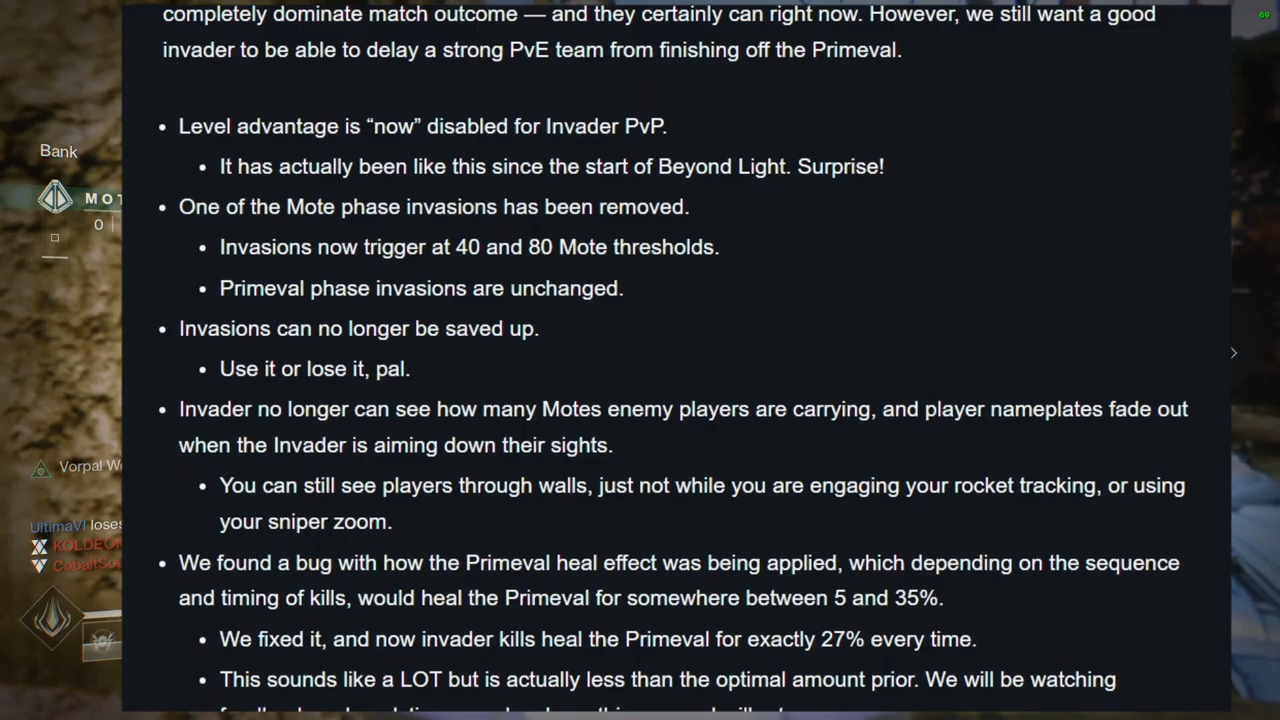 69
completely dominate match outcome — and they certainly can right now. However, we still want a good
invader to be able to delay a strong PvE team from finishing off the Primeval.
• Level advantage is “now” disabled for Invader PvP.
• It has actually been like this since the start of Beyond Light. Surprise!
• One of the Mote phase invasions has been removed.
• Invasions now trigger at 40 and 80 Mote thresholds.
• Primeval phase invasions are unchanged.
• Invasions can no longer be saved up.
• Use it or lose it, pal.
• Invader no longer can see how many Motes enemy players are carrying, and player nameplates fade out
when the Invader is aiming down their sights.
• You can still see players through walls, just not while you are engaging your rocket tracking, or using
your sniper zoom.
• We found a bug with how the Primeval heal effect was being applied, which depending on the sequence
and timing of kills, would heal the Primeval for somewhere between 5 and 35%.
• We fixed it, and now invader kills heal the Primeval for exactly 27% every time.
• This sounds like a LOT but is actually less than the optimal amount prior. We will be watching
Bank
MOT
0
Vorpal W
UltimaVI loses
KOLDEO
CobaltSo